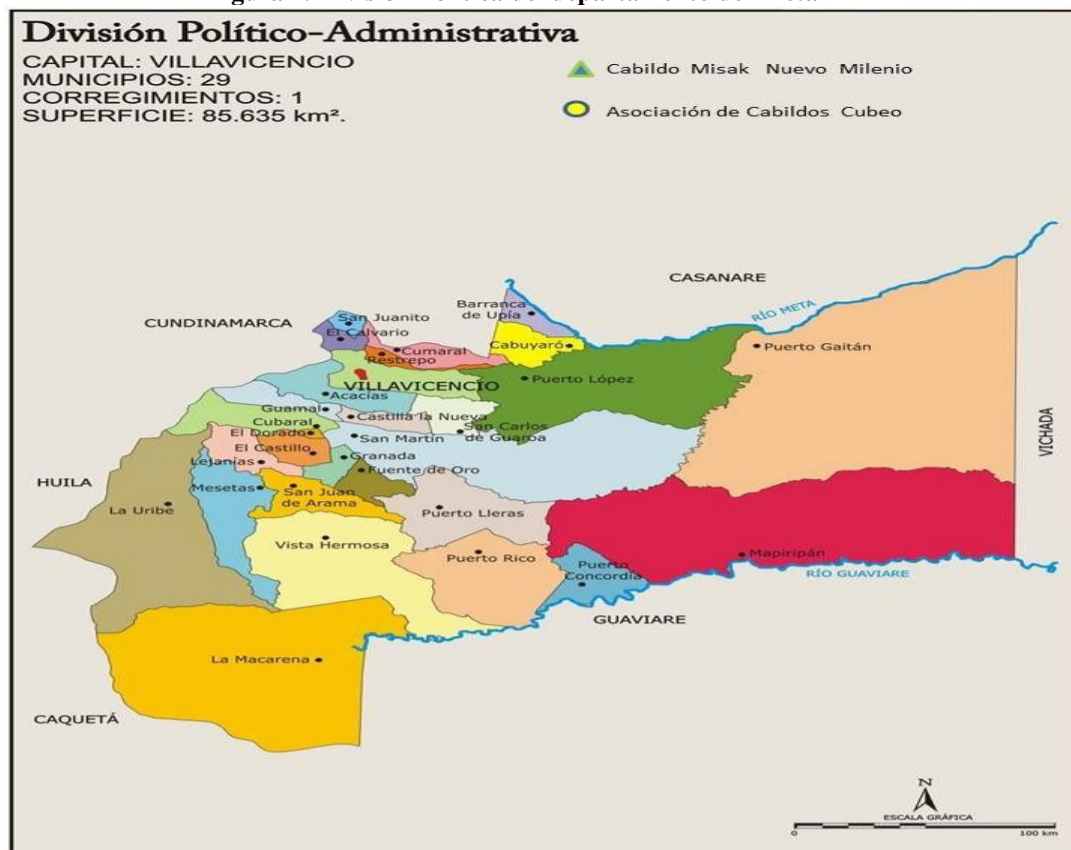 División Político-Administrativa
CAPITAL: VILLAVICENCIO
MUNICIPIOS: 29
CORREGIMIENTOS: 1
SUPERFICIE: 85.635 km².
Cabildo Misak Nuevo Milenio
Asociación de Cabildos Cubeo
CASANARE
RÍO META
CUNDINAMARCA
Barranca
de Upía
San Juanito
El Calvario
Cumaral
Restrepo
Cabuyaró
Puerto Gaitán
VILLAVICENCIO
Puerto López
Acacias
Guamal
Castilla la Nueva
Cubaral
San Carlos
de Guaroa
El Dorado
San Martín
El Castillo
Granada
Lejanías
Fuente de Oro
VICHADA
HUILA
Mesetas
San Juan
de Arama
La Uribe
Puerto Lleras
Vista Hermosa
Puerto Rico
Puerto
Concordia
Mapiripán
RÍO GUAVIARE
GUAVIARE
La Macarena
CAQUETÁ
N
ESCALA GRÁFICA
0 100 km